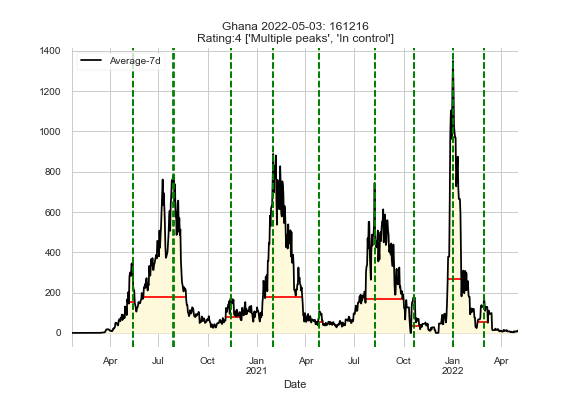 Ghana 2022-05-03: 161216
Rating:4 ['Multiple peaks', 'In control']
Average-7d
1400
1200
1000
800
600
400
200
0
Apr Jul Oct Jan Apr Jul Oct Jan Apr
2021 2022
Date